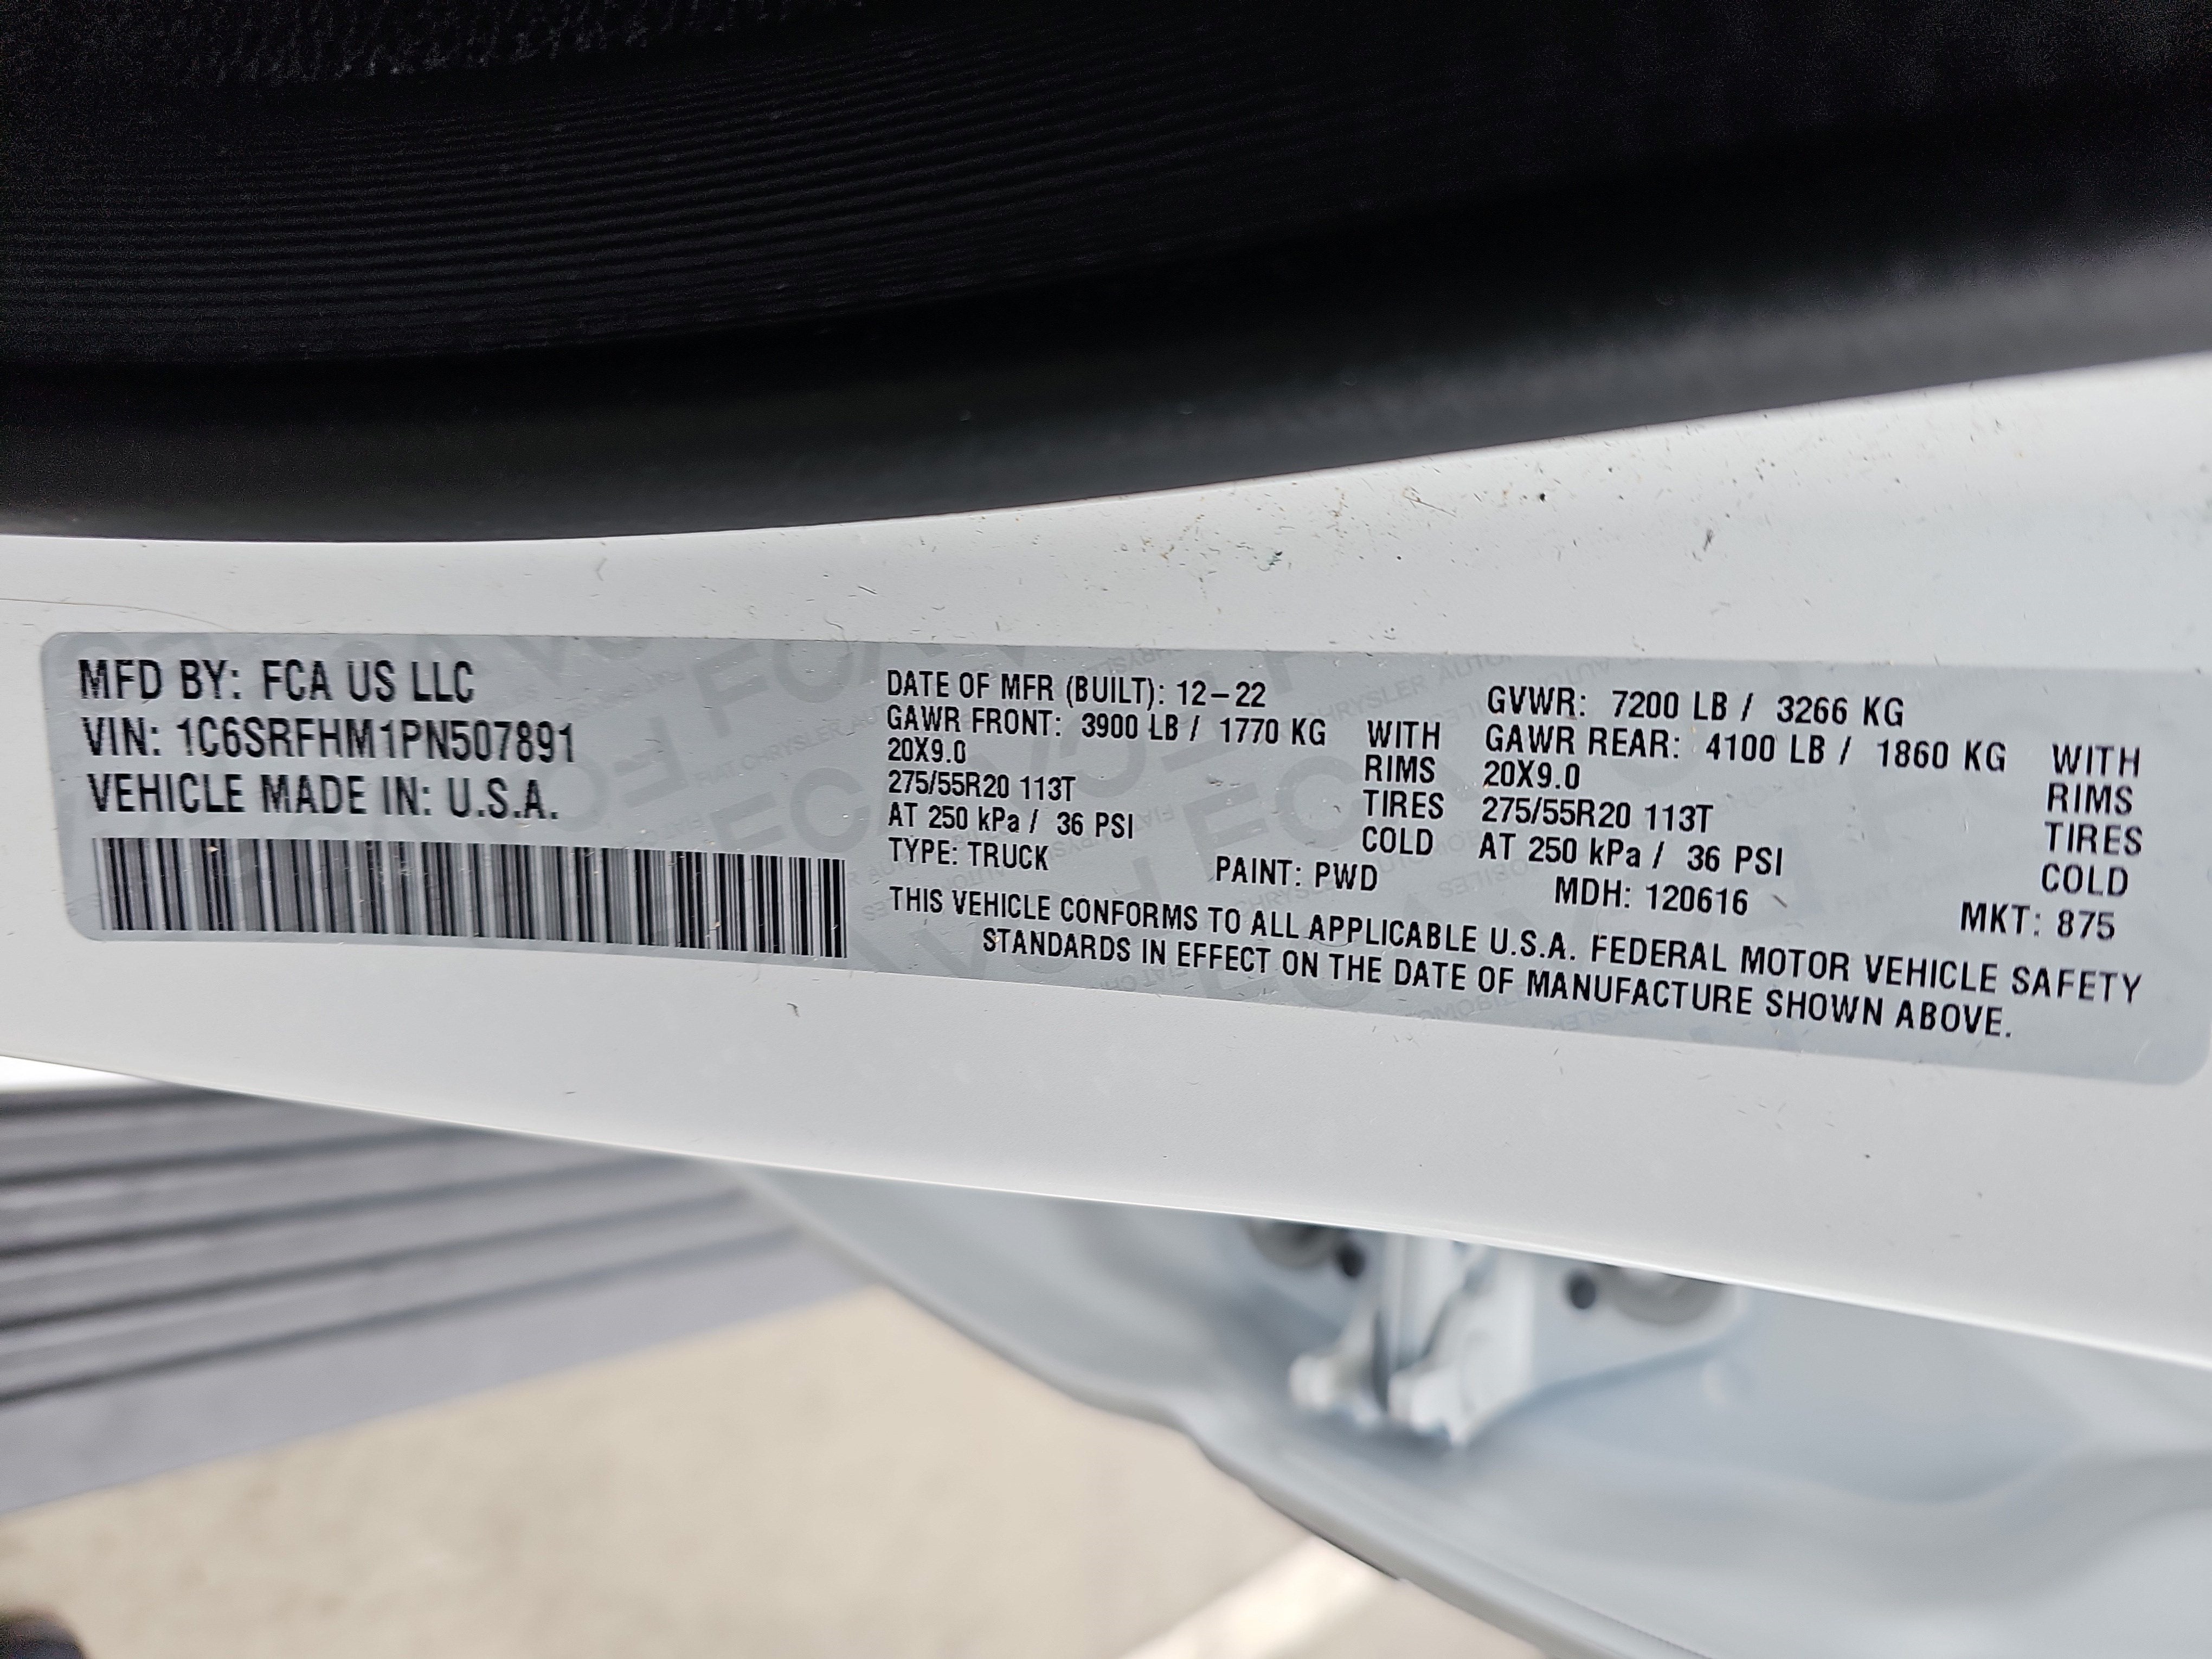 MFD BY: FCA US LLC
VIN: 1C6SRFHM1PN507891
VEHICLE MADE IN: U.S.A.
DATE OF MFR (BUILT): 12-22
GAWR FRONT: 3900 LB / 1770 KG WITH
20X9.0 RIMS
275/55R20 113T TIRES
AT 250 kPa / 36 PSI COLD
TYPE: TRUCK
PAINT: PWD
GVWR: 7200 LB / 3266 KG
GAWR REAR: 4100 LB / 1860 KG WITH
20X9.0 RIMS
275/55R20 113T TIRES
AT 250 kPa / 36 PSI COLD
MDH: 120616
MKT: 875
THIS VEHICLE CONFORMS TO ALL APPLICABLE U.S.A. FEDERAL MOTOR VEHICLE SAFETY
STANDARDS IN EFFECT ON THE DATE OF MANUFACTURE SHOWN ABOVE.